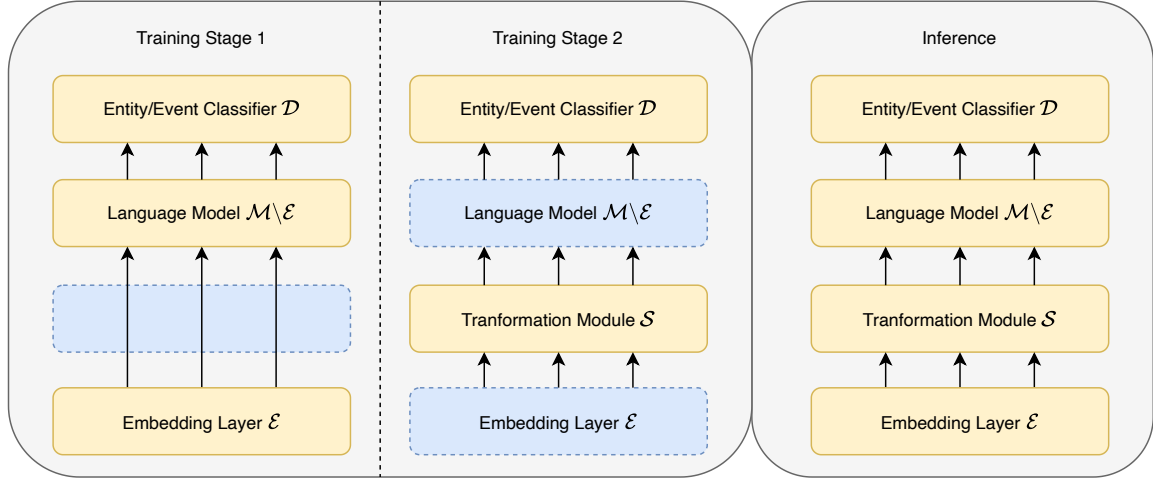 Training Stage 1
Entity/Event Classifier 𝒟
Language Model ℳ\ℰ
Embedding Layer ℰ
Training Stage 2
Entity/Event Classifier 𝒟
Language Model ℳ\ℰ
Tranformation Module 𝒮
Embedding Layer ℰ
Inference
Entity/Event Classifier 𝒟
Language Model ℳ\ℰ
Tranformation Module 𝒮
Embedding Layer ℰ